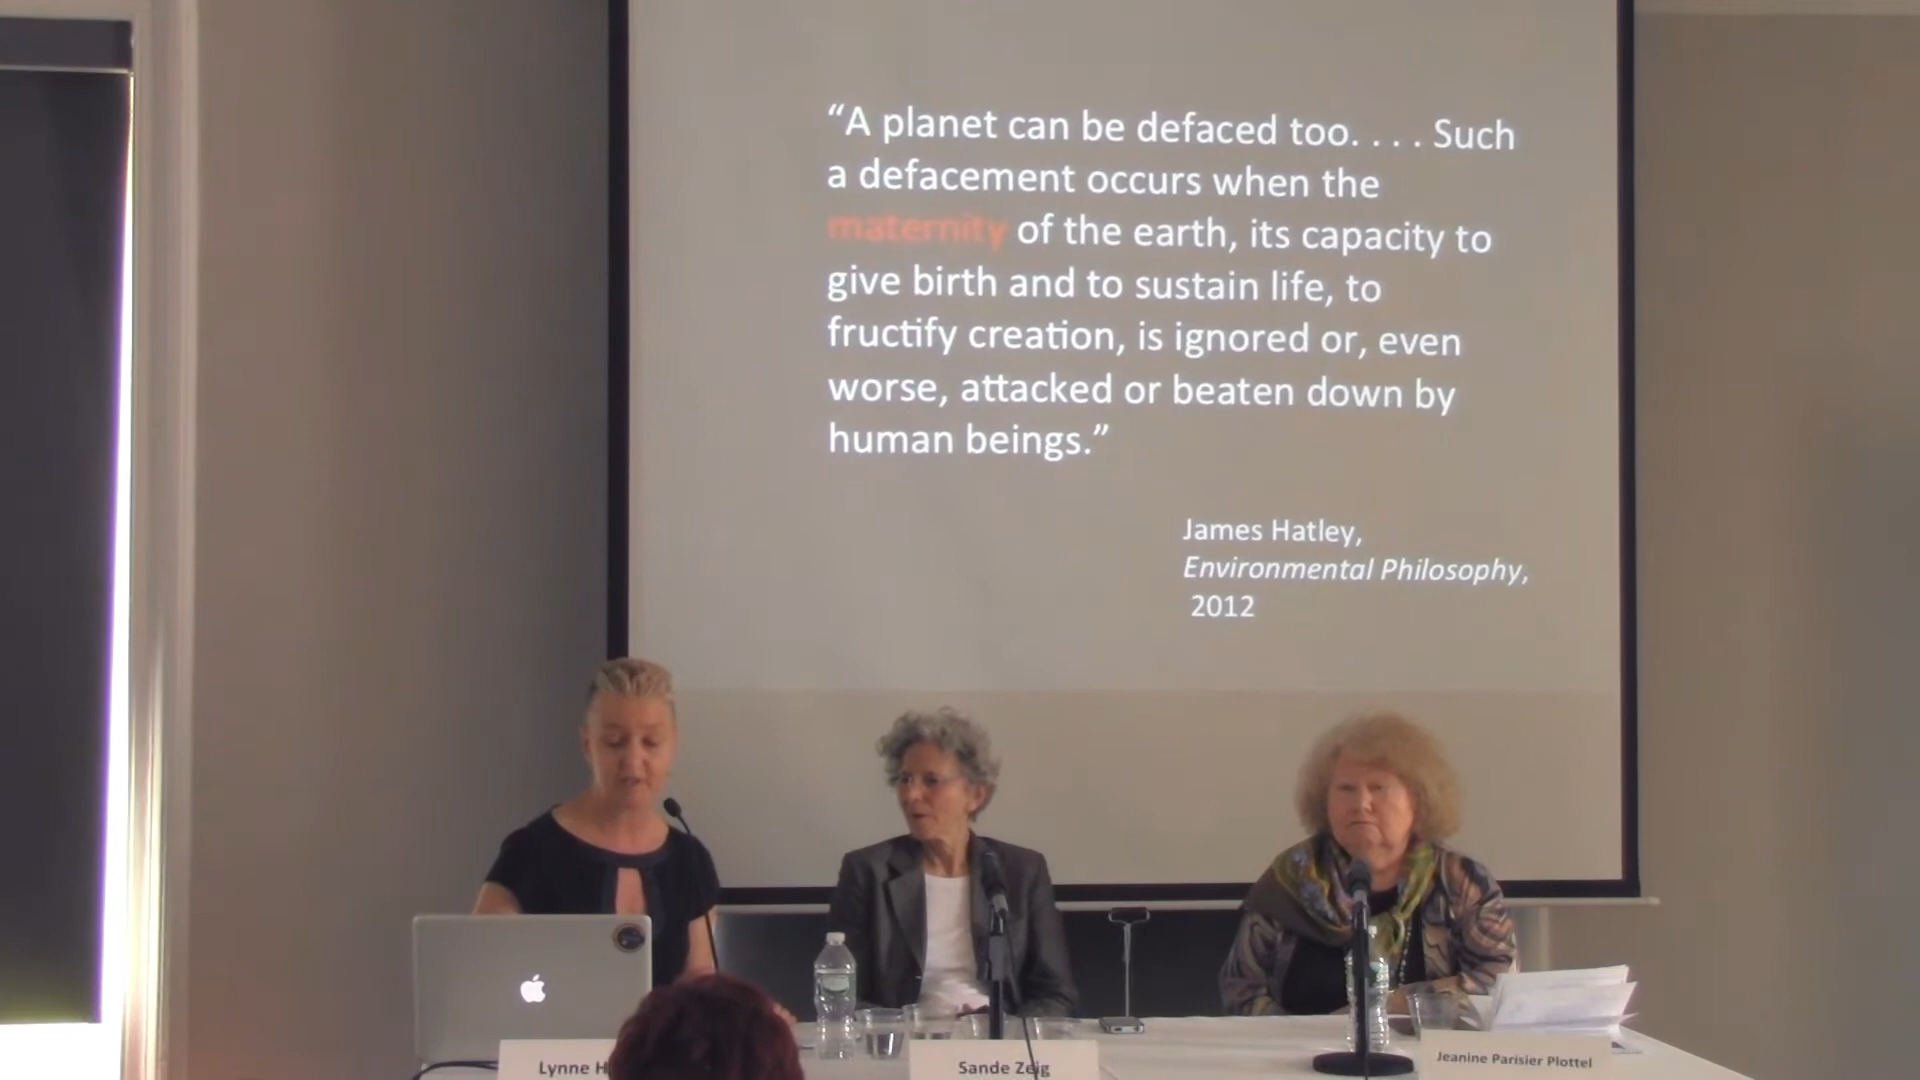 “A planet can be defaced too. . . . Such
a defacement occurs when the
maternity of the earth, its capacity to
give birth and to sustain life, to
fructify creation, is ignored or, even
worse, attacked or beaten down by
human beings.”
James Hatley,
Environmental Philosophy,
2012
Lynne H
Sande Zeig
Jeanine Parisier Plottel